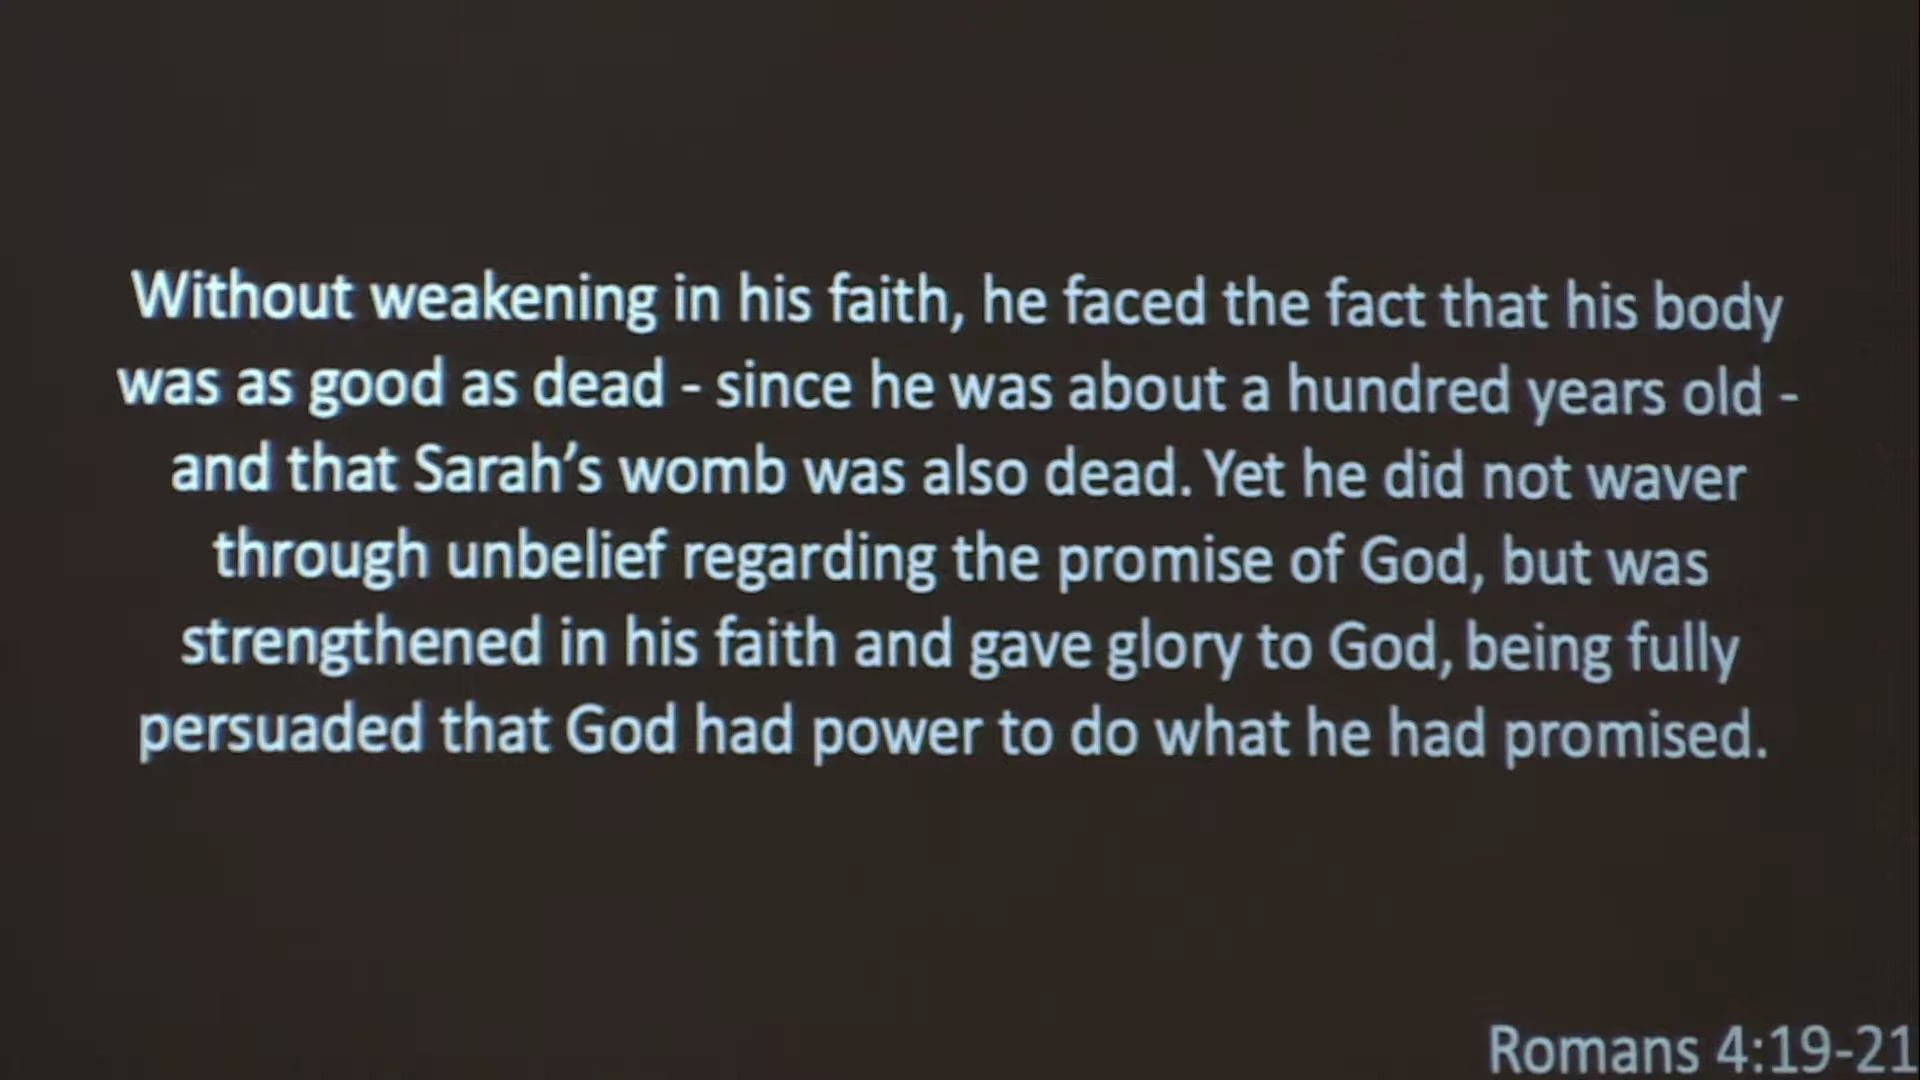 Without weakening in his faith, he faced the fact that his body
was as good as dead - since he was about a hundred years old -
and that Sarah’s womb was also dead. Yet he did not waver
through unbelief regarding the promise of God, but was
strengthened in his faith and gave glory to God, being fully
persuaded that God had power to do what he had promised.
Romans 4:19-21